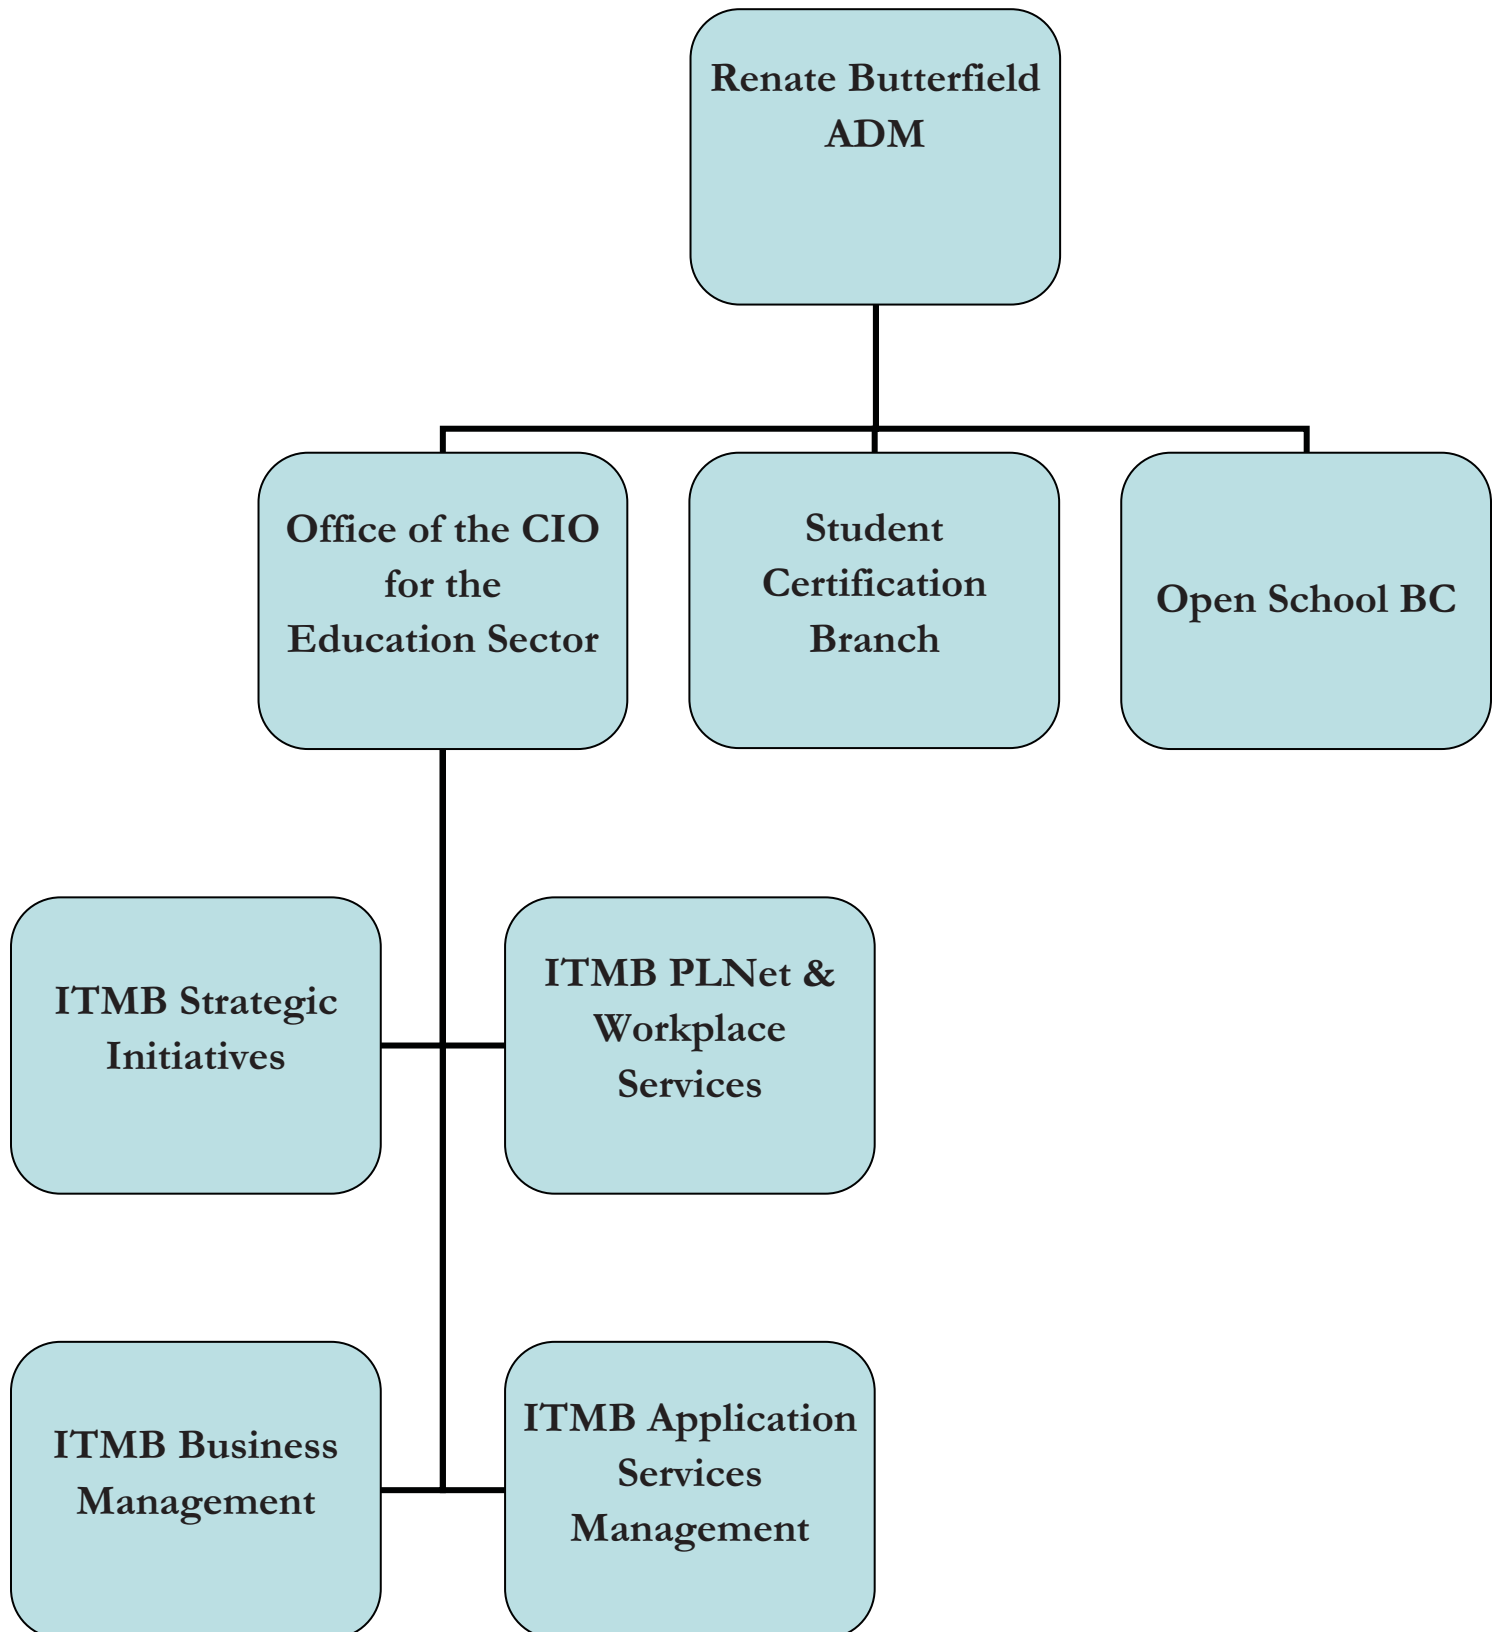 Renate Butterfield
ADM
Office of the CIO
for the
Education Sector
Student
Certification
Branch
Open School BC
ITMB Strategic
Initiatives
ITMB PLNet &
Workplace
Services
ITMB Business
Management
ITMB Application
Services
Management